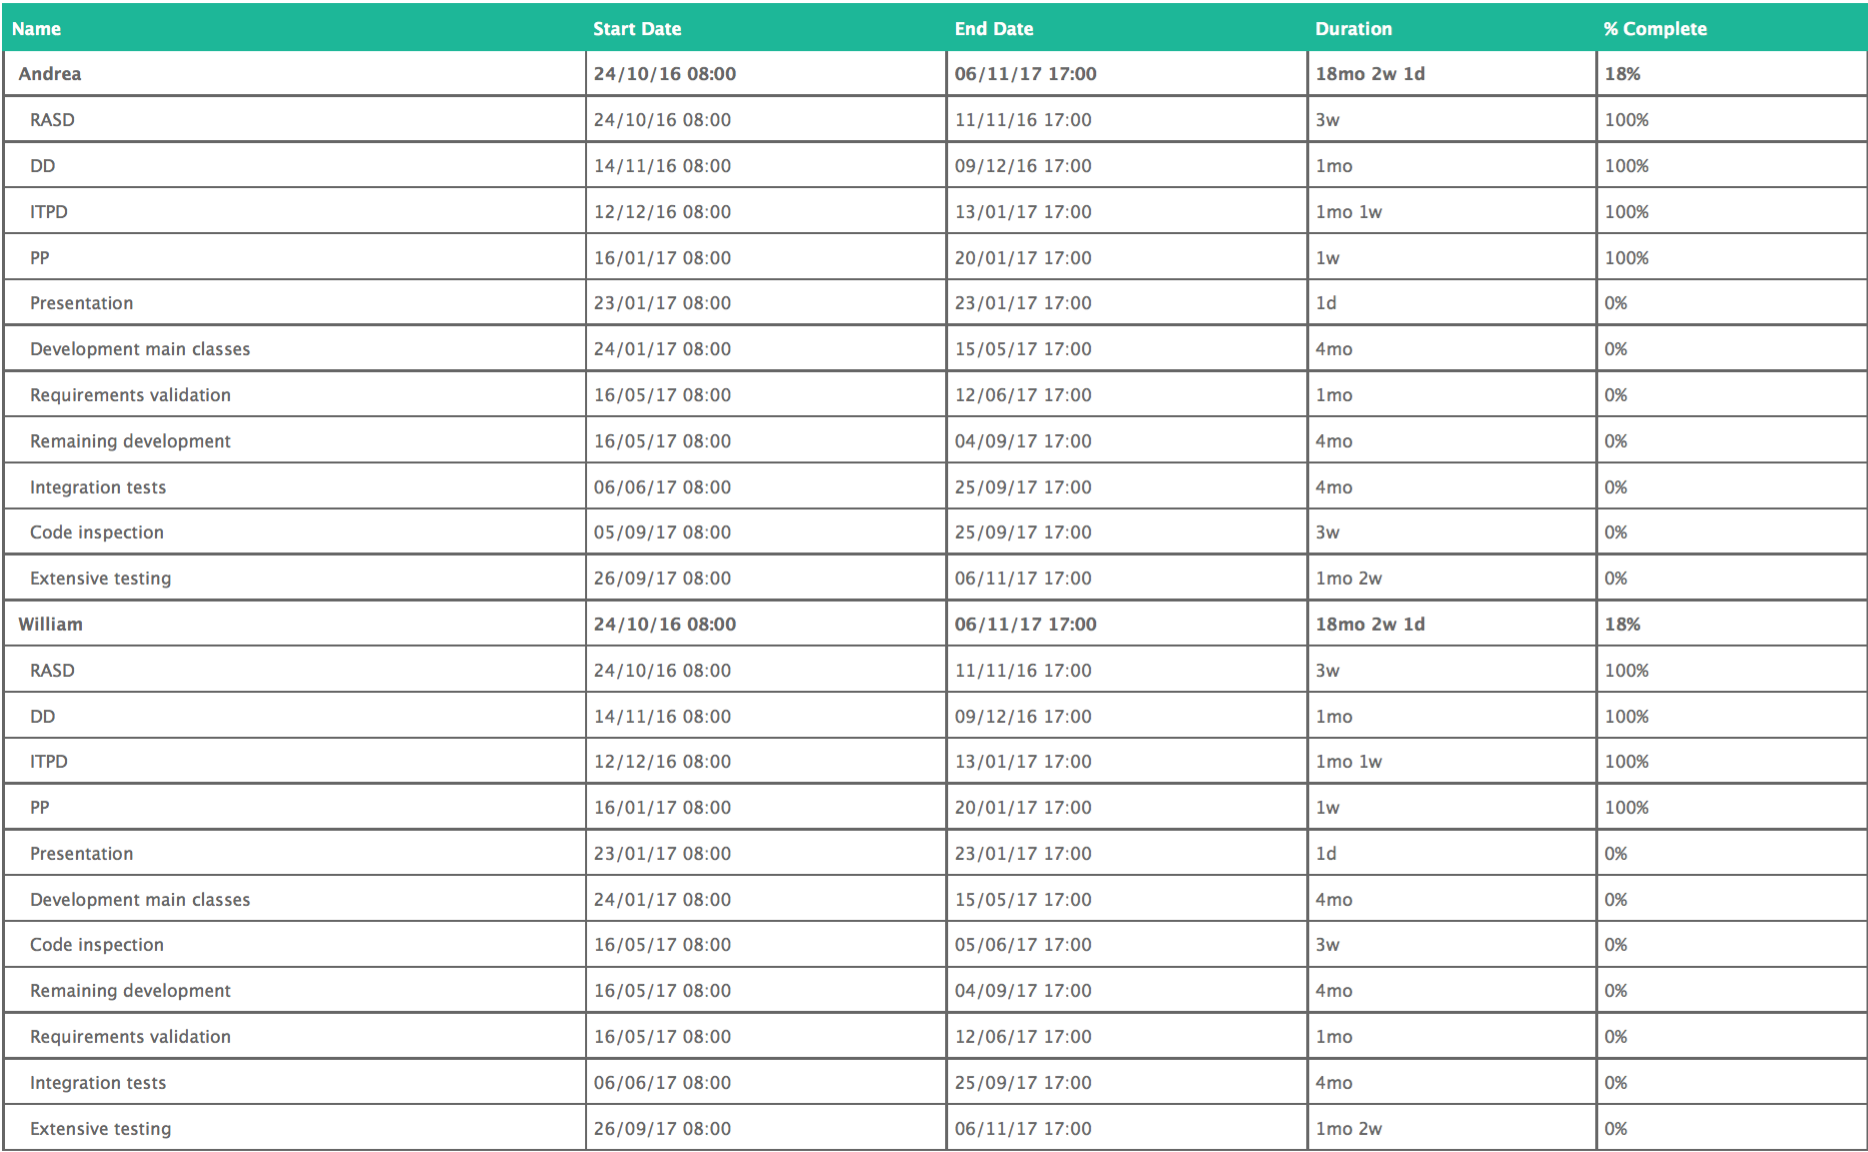 Name Start Date End Date Duration % Complete
Andrea 24/10/16 08:00 06/11/17 17:00 18mo 2w 1d 18%
RASD 24/10/16 08:00 11/11/16 17:00 3w 100%
DD 14/11/16 08:00 09/12/16 17:00 1mo 100%
ITPD 12/12/16 08:00 13/01/17 17:00 1mo 1w 100%
PP 16/01/17 08:00 20/01/17 17:00 1w 100%
Presentation 23/01/17 08:00 23/01/17 17:00 1d 0%
Development main classes 24/01/17 08:00 15/05/17 17:00 4mo 0%
Requirements validation 16/05/17 08:00 12/06/17 17:00 1mo 0%
Remaining development 16/05/17 08:00 04/09/17 17:00 4mo 0%
Integration tests 06/06/17 08:00 25/09/17 17:00 4mo 0%
Code inspection 05/09/17 08:00 25/09/17 17:00 3w 0%
Extensive testing 26/09/17 08:00 06/11/17 17:00 1mo 2w 0%
William 24/10/16 08:00 06/11/17 17:00 18mo 2w 1d 18%
RASD 24/10/16 08:00 11/11/16 17:00 3w 100%
DD 14/11/16 08:00 09/12/16 17:00 1mo 100%
ITPD 12/12/16 08:00 13/01/17 17:00 1mo 1w 100%
PP 16/01/17 08:00 20/01/17 17:00 1w 100%
Presentation 23/01/17 08:00 23/01/17 17:00 1d 0%
Development main classes 24/01/17 08:00 15/05/17 17:00 4mo 0%
Code inspection 16/05/17 08:00 05/06/17 17:00 3w 0%
Remaining development 16/05/17 08:00 04/09/17 17:00 4mo 0%
Requirements validation 16/05/17 08:00 12/06/17 17:00 1mo 0%
Integration tests 06/06/17 08:00 25/09/17 17:00 4mo 0%
Extensive testing 26/09/17 08:00 06/11/17 17:00 1mo 2w 0%